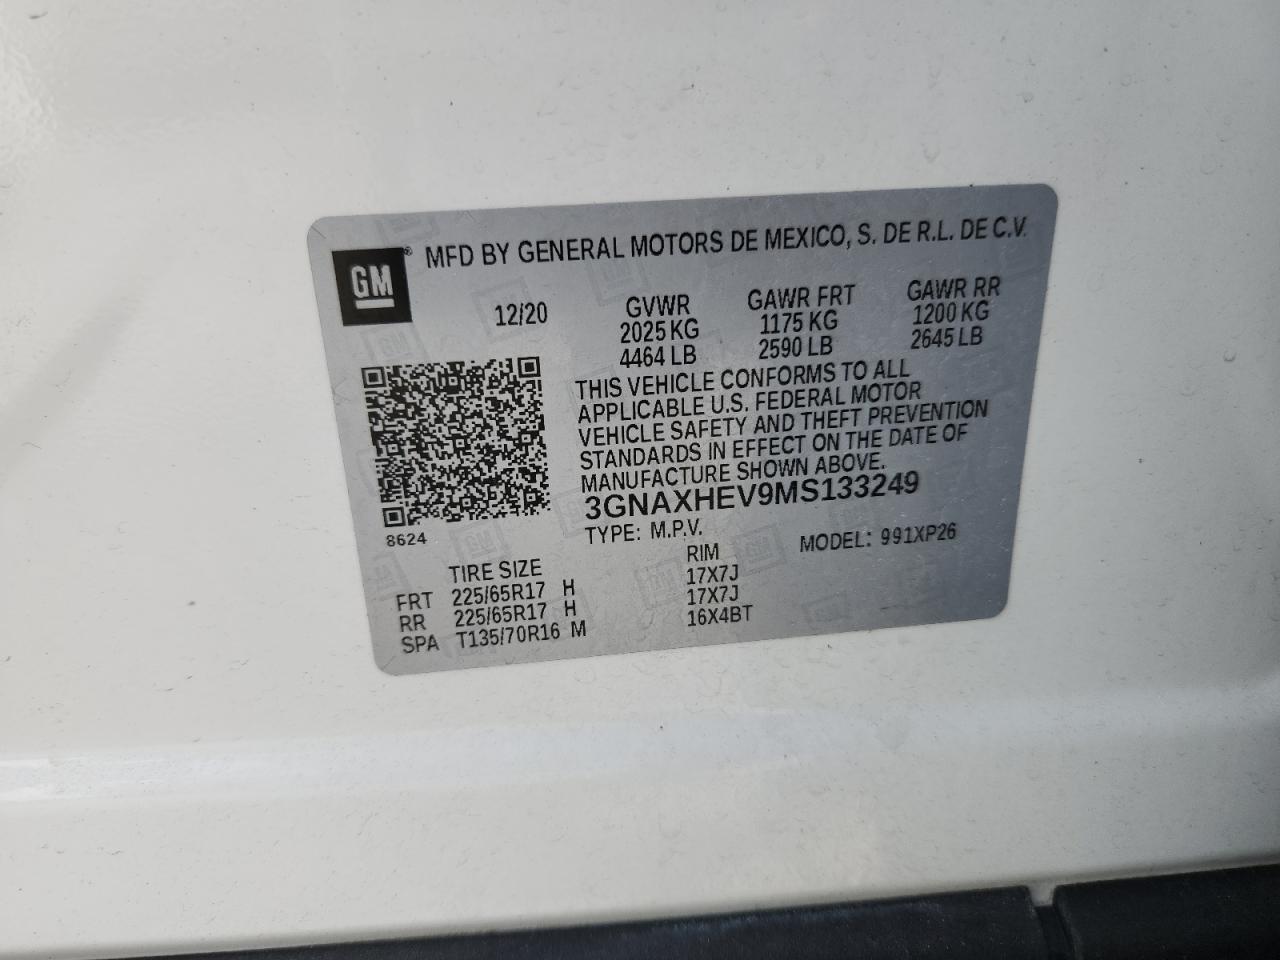 GM® MFD BY GENERAL MOTORS DE MEXICO, S. DE R.L. DE C.V.
12/20 GVWR GAWR FRT GAWR RR
2025 KG 1175 KG 1200 KG
4464 LB 2590 LB 2645 LB
THIS VEHICLE CONFORMS TO ALL
APPLICABLE U.S. FEDERAL MOTOR
VEHICLE SAFETY AND THEFT PREVENTION
STANDARDS IN EFFECT ON THE DATE OF
MANUFACTURE SHOWN ABOVE.
3GNAXHEV9MS133249
8624 TYPE: M.P.V. MODEL: 991XP26
TIRE SIZE RIM
FRT 225/65R17 H 17X7J
RR 225/65R17 H 17X7J
SPA T135/70R16 M 16X4BT